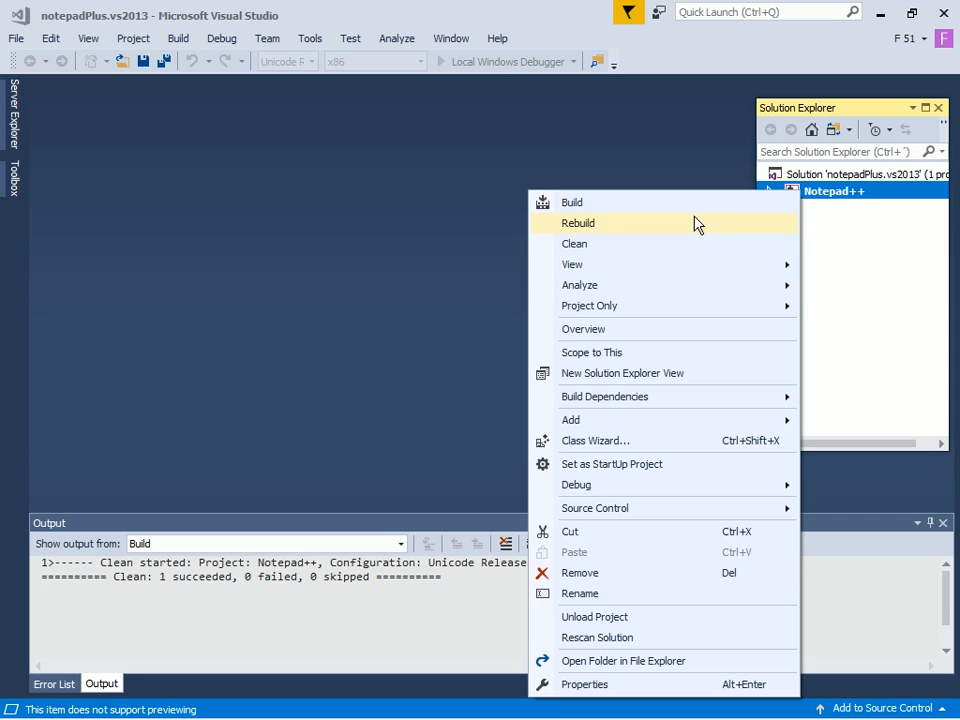 notepadPlus.vs2013 - Microsoft Visual Studio
Quick Launch (Ctrl+Q)
File Edit View Project Build Debug Team Tools Test Analyze Window Help
F 51 F
Unicode R x86 Local Windows Debugger
Server Explorer
Toolbox
Solution Explorer
Search Solution Explorer (Ctrl+´)
Solution 'notepadPlus.vs2013' (1 pro
Notepad++
Build
Rebuild
Clean
View
Analyze
Project Only
Overview
Scope to This
New Solution Explorer View
Build Dependencies
Add
Class Wizard... Ctrl+Shift+X
Set as StartUp Project
Debug
Source Control
Cut Ctrl+X
Paste Ctrl+V
Remove Del
Rename
Unload Project
Rescan Solution
Open Folder in File Explorer
Properties Alt+Enter
Output
Show output from: Build
1>------ Clean started: Project: Notepad++, Configuration: Unicode Release
========== Clean: 1 succeeded, 0 failed, 0 skipped ==========
Error List Output
This item does not support previewing
Add to Source Control